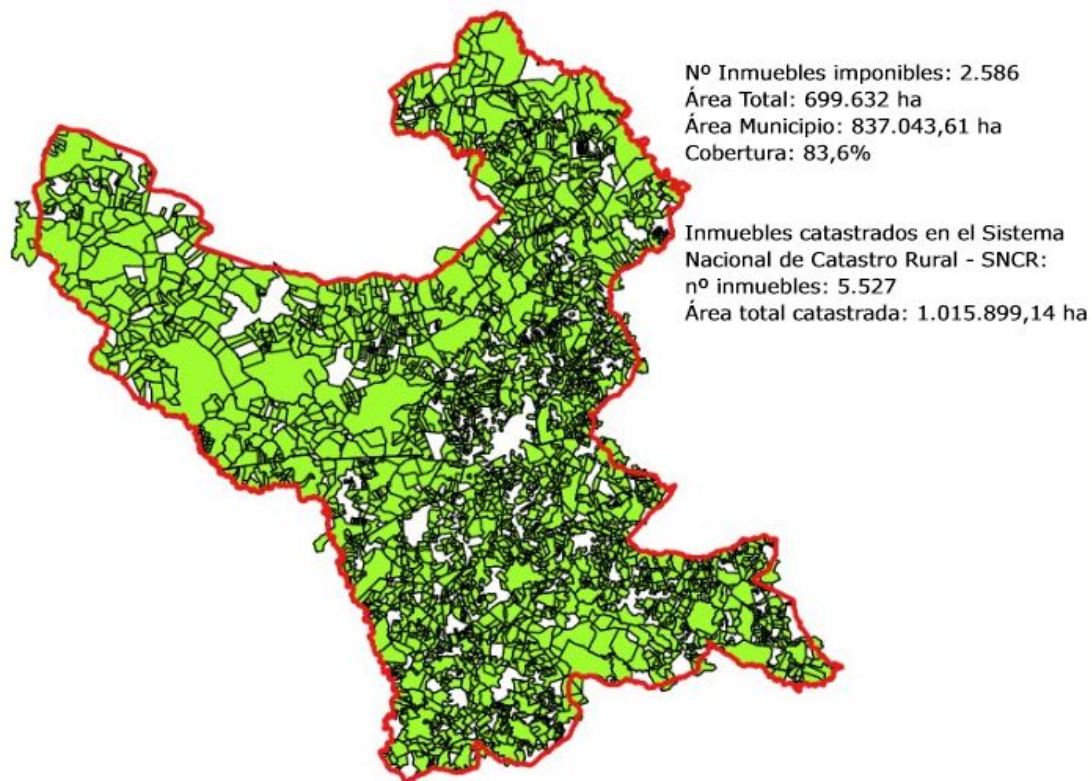 Nº Inmuebles imponibles: 2.586
Área Total: 699.632 ha
Área Municipio: 837.043,61 ha
Cobertura: 83,6%
Inmuebles catastrados en el Sistema
Nacional de Catastro Rural - SNCR:
nº inmuebles: 5.527
Área total catastrada: 1.015.899,14 ha